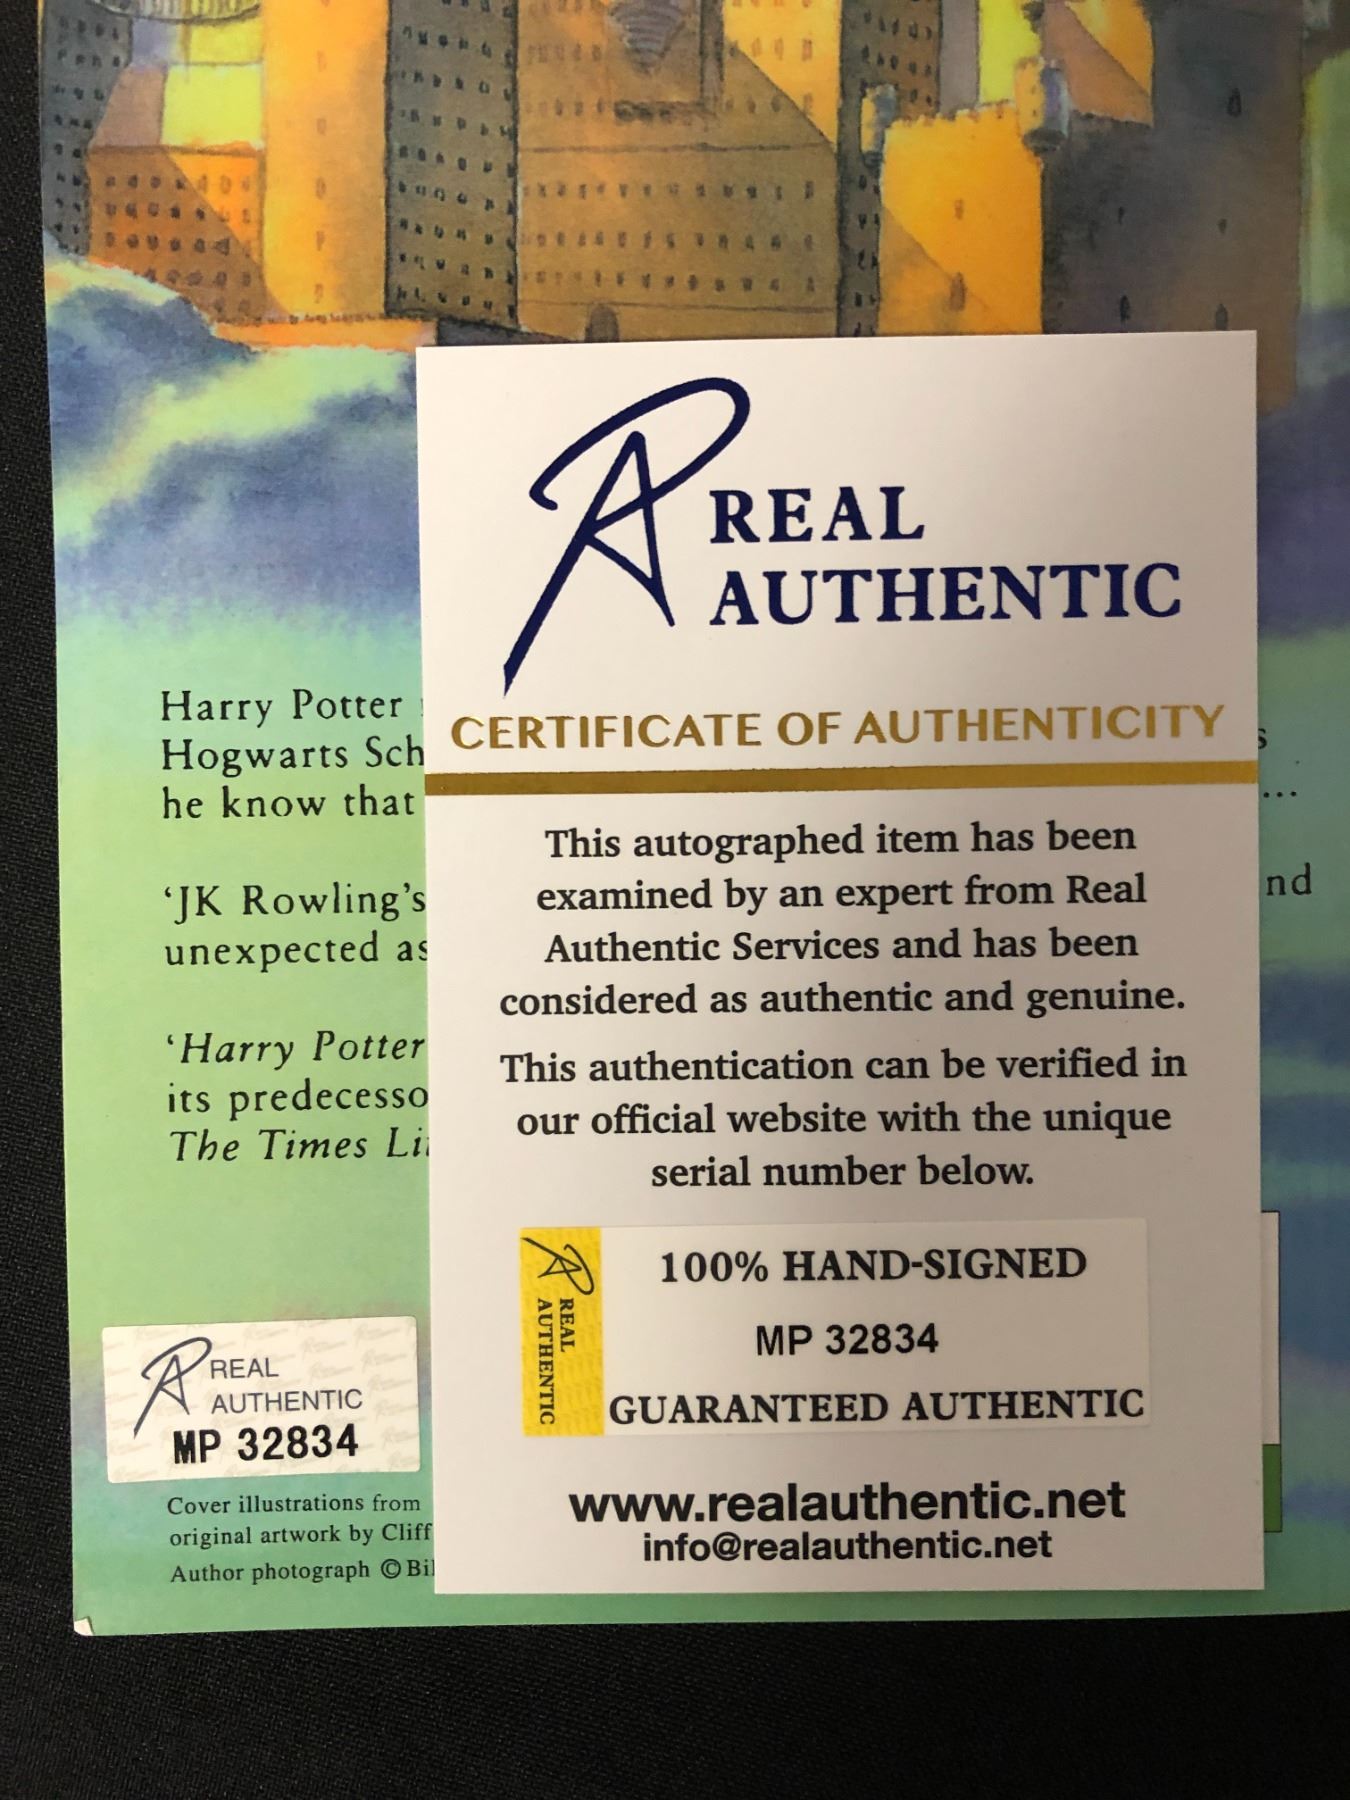 REAL
AUTHENTIC
CERTIFICATE OF AUTHENTICITY
This autographed item has been
examined by an expert from Real
Authentic Services and has been
considered as authentic and genuine.
This authentication can be verified in
our official website with the unique
serial number below.
REAL
AUTHENTIC
100% HAND-SIGNED
MP 32834
GUARANTEED AUTHENTIC
www.realauthentic.net
info@realauthentic.net
Harry Potter
Hogwarts Sch
he know that
...
‘JK Rowling's
nd
unexpected as
‘Harry Potter
its predecesso
The Times Li
REAL
AUTHENTIC
MP 32834
Cover illustrations from
original artwork by Cliff
Author photograph © Bil